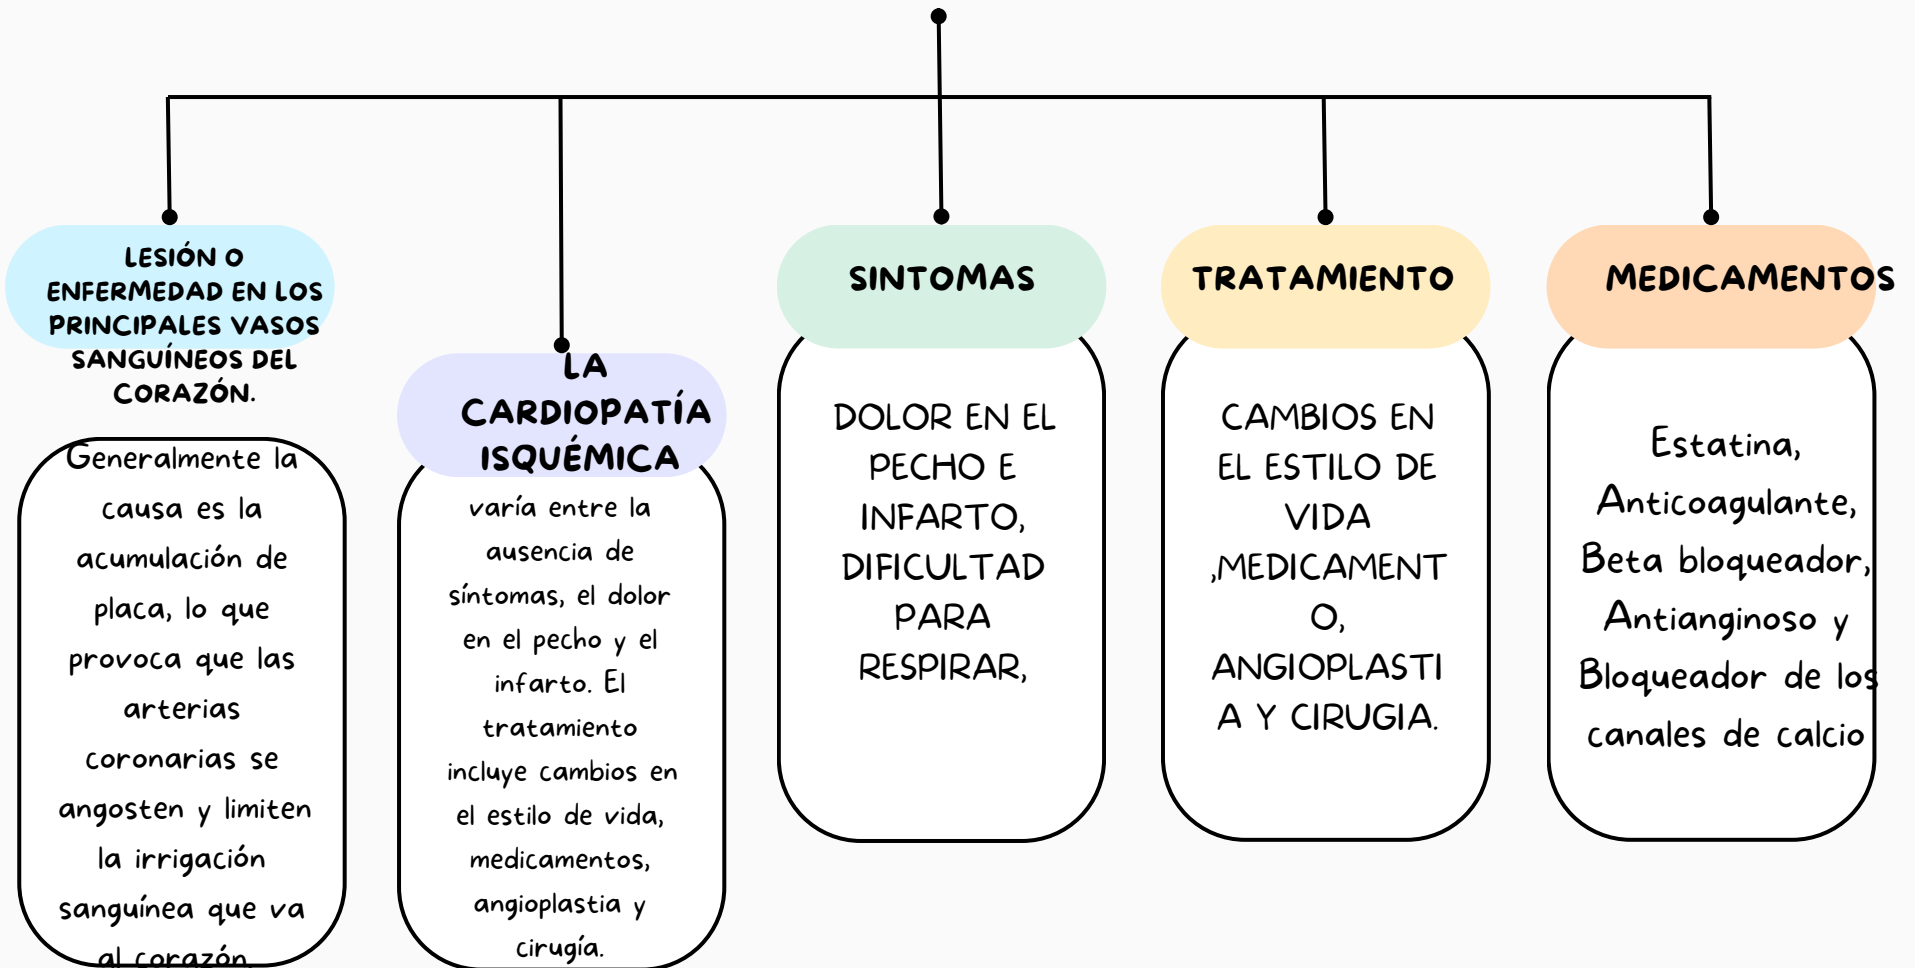 LESIÓN O
ENFERMEDAD EN LOS
PRINCIPALES VASOS
SANGUÍNEOS DEL
CORAZÓN.
Generalmente la
causa es la
acumulación de
placa, lo que
provoca que las
arterias
coronarias se
angosten y limiten
la irrigación
sanguínea que va
al corazón.
LA
CARDIOPATÍA
ISQUÉMICA
varía entre la
ausencia de
síntomas, el dolor
en el pecho y el
infarto. El
tratamiento
incluye cambios en
el estilo de vida,
medicamentos,
angioplastia y
cirugía.
SINTOMAS
DOLOR EN EL
PECHO E
INFARTO,
DIFICULTAD
PARA
RESPIRAR,
TRATAMIENTO
CAMBIOS EN
EL ESTILO DE
VIDA
,MEDICAMENT
O,
ANGIOPLASTI
A Y CIRUGIA.
MEDICAMENTOS
Estatina,
Anticoagulante,
Beta bloqueador,
Antianginoso y
Bloqueador de los
canales de calcio